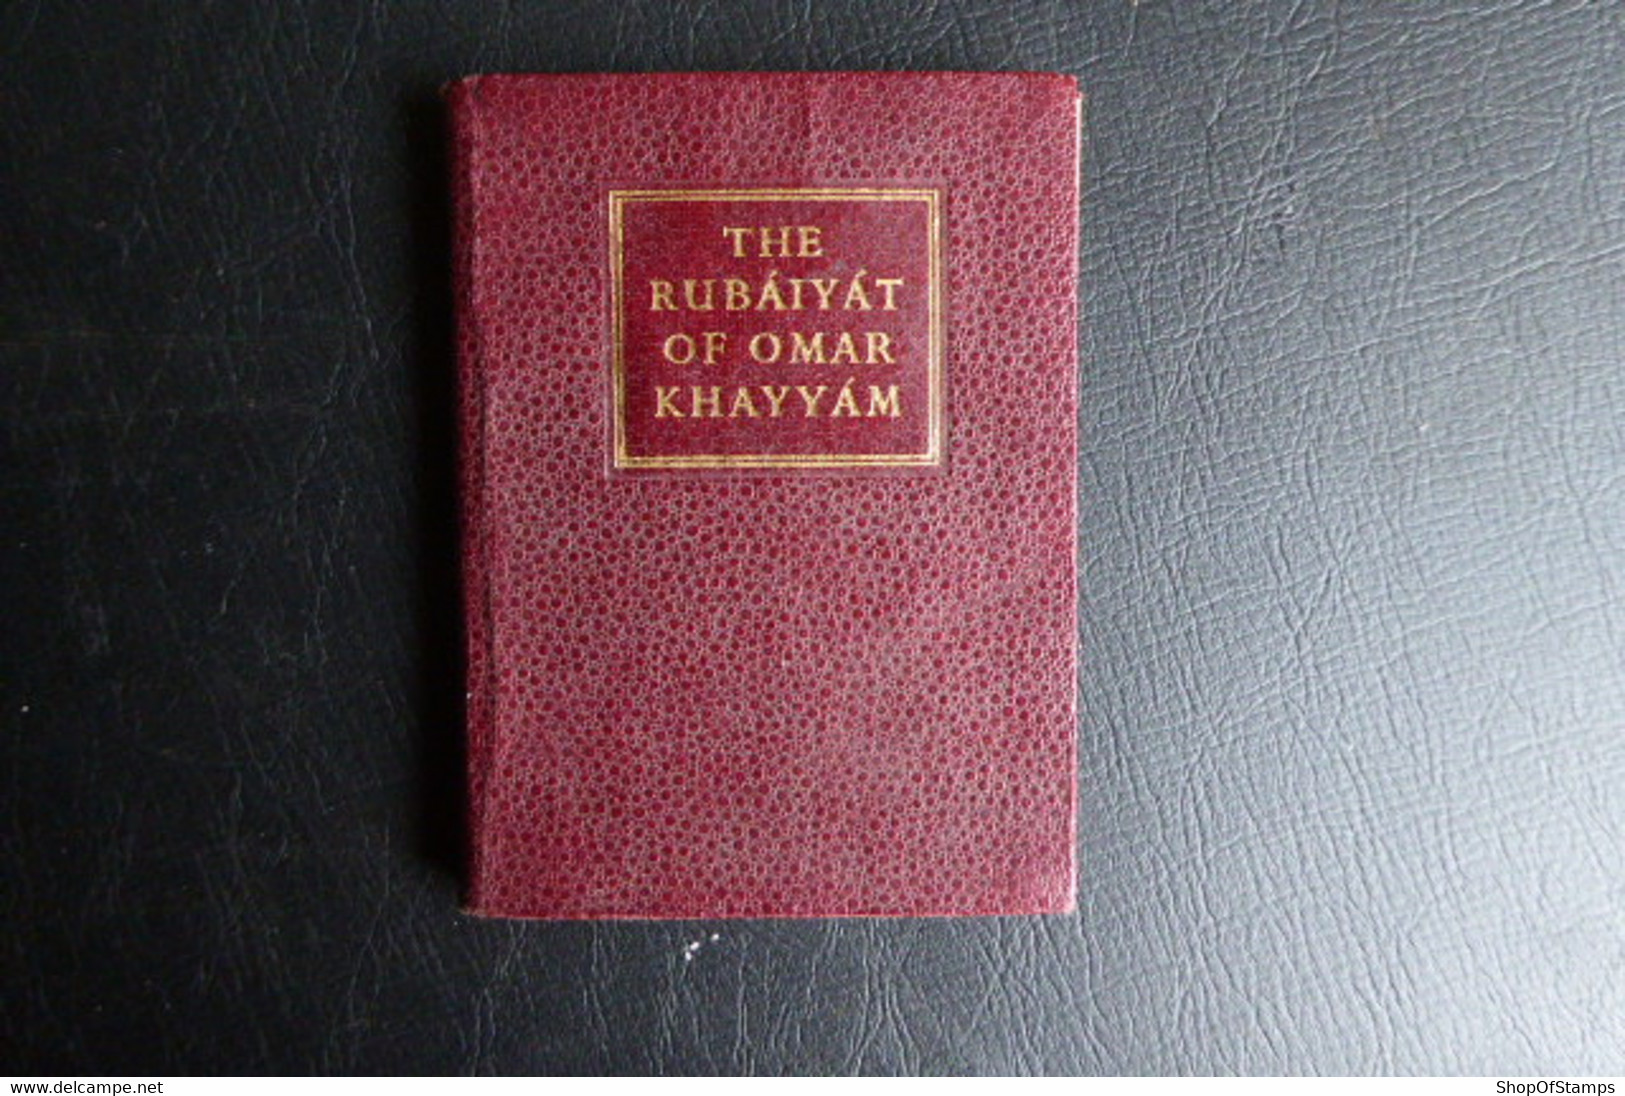 THE
RUBÁIYÁT
OF OMAR
KHAYYÁM
www.delcampe.net
ShopOfStamps